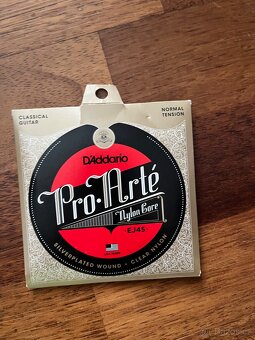 CLASSICAL
GUITAR
NORMAL
TENSION
D'Addario
Pro·Arté
Nylon Core
·EJ45·
SILVERPLATED WOUND · CLEAR NYLON